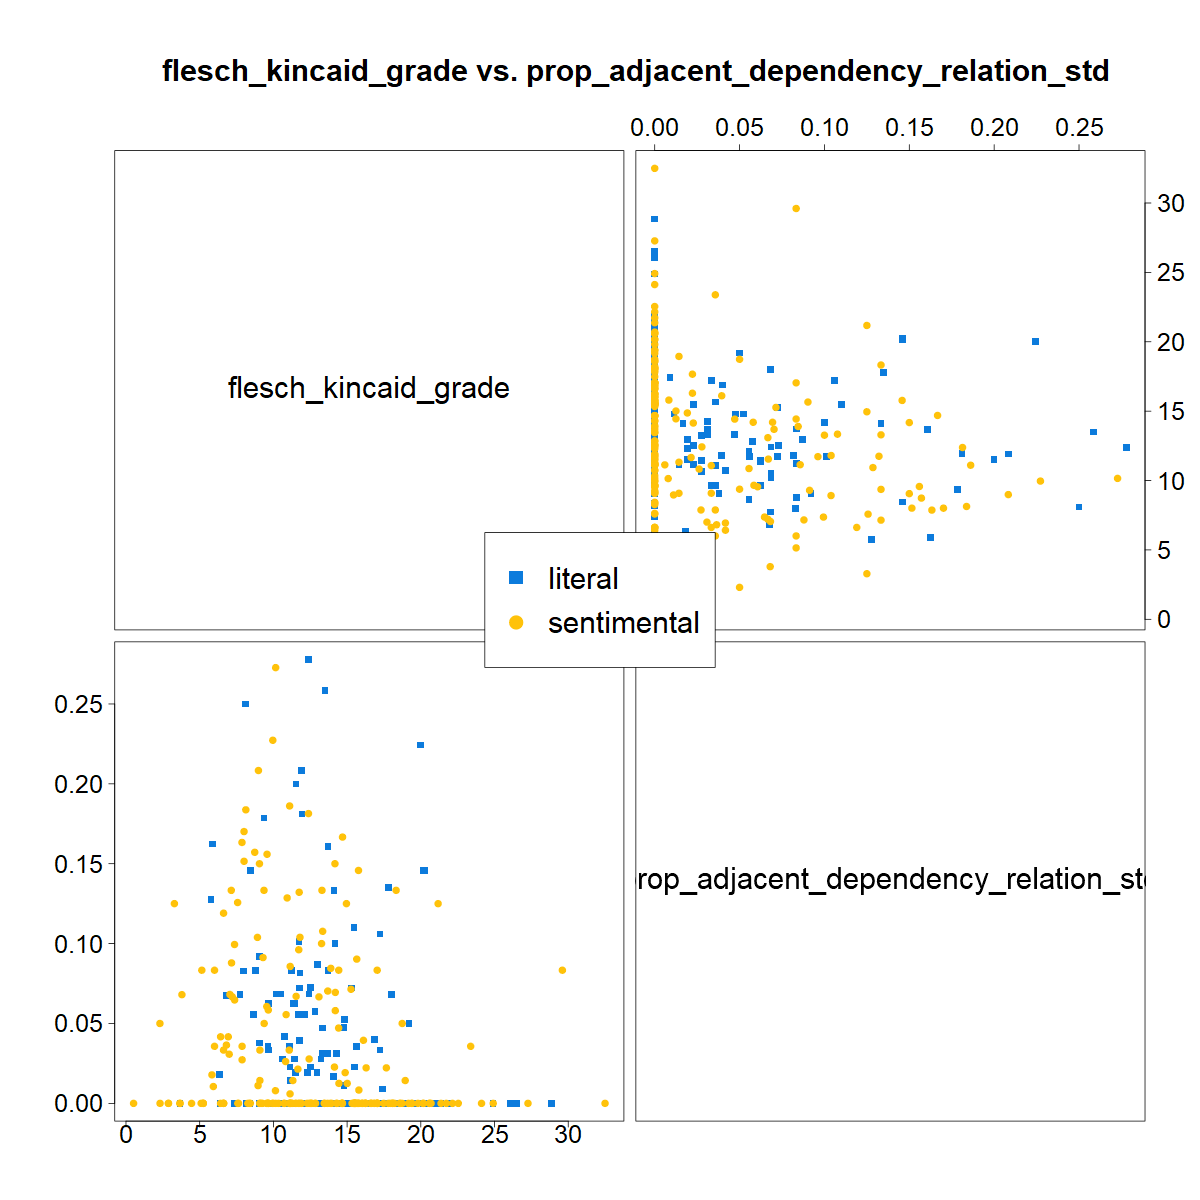 flesch_kincaid_grade vs. prop_adjacent_dependency_relation_std
0.00 0.05 0.10 0.15 0.20 0.25
flesch_kincaid_grade
30
25
20
15
10
5
0
literal
sentimental
0.25
0.20
0.15
0.10
0.05
0.00
prop_adjacent_dependency_relation_std
0 5 10 15 20 25 30